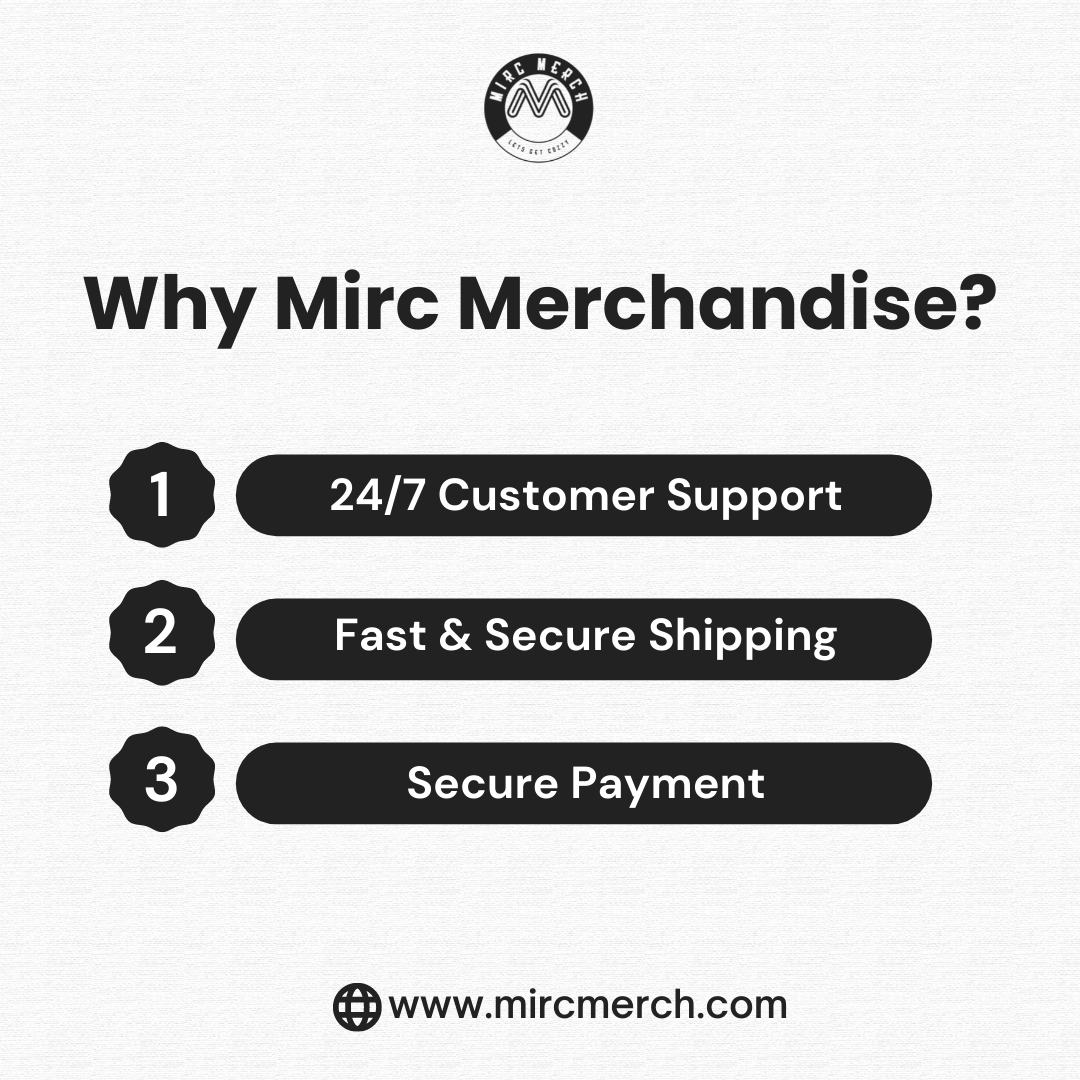 MIRC MERCH
LETS GET COZZY
Why Mirc Merchandise?
1
24/7 Customer Support
2
Fast & Secure Shipping
3
Secure Payment
www.mircmerch.com